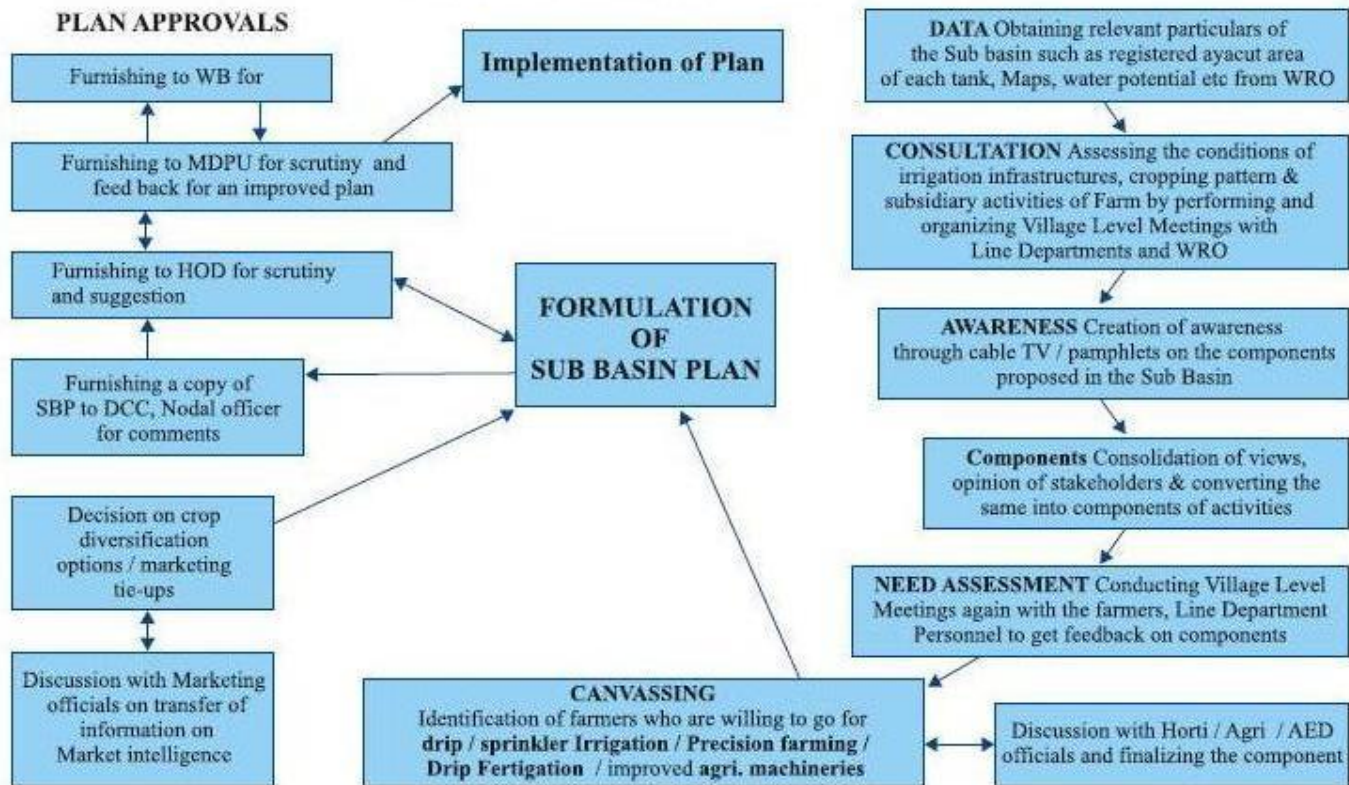 PLAN APPROVALS
Furnishing to WB for
Furnishing to MDPU for scrutiny and
feed back for an improved plan
Furnishing to HOD for scrutiny
and suggestion
Furnishing a copy of
SBP to DCC, Nodal officer
for comments
Decision on crop
diversification
options / marketing
tie-ups
Discussion with Marketing
officials on transfer of
information on
Market intelligence
Implementation of Plan
FORMULATION
OF
SUB BASIN PLAN
DATA Obtaining relevant particulars of
the Sub basin such as registered ayacut area
of each tank, Maps, water potential etc from WRO
CONSULTATION Assessing the conditions of
irrigation infrastructures, cropping pattern &
subsidiary activities of Farm by performing and
organizing Village Level Meetings with
Line Departments and WRO
AWARENESS Creation of awareness
through cable TV / pamphlets on the components
proposed in the Sub Basin
Components Consolidation of views,
opinion of stakeholders & converting the
same into components of activities
NEED ASSESSMENT Conducting Village Level
Meetings again with the farmers, Line Department
Personnel to get feedback on components
CANVASSING
Identification of farmers who are willing to go for
drip / sprinkler Irrigation / Precision farming /
Drip Fertigation / improved agri. machineries
Discussion with Horti / Agri / AED
officials and finalizing the component